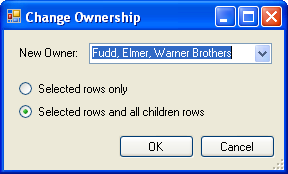 Change Ownership
New Owner: Fudd, Elmer, Warner Brothers
Selected rows only
Selected rows and all children rows
OK Cancel